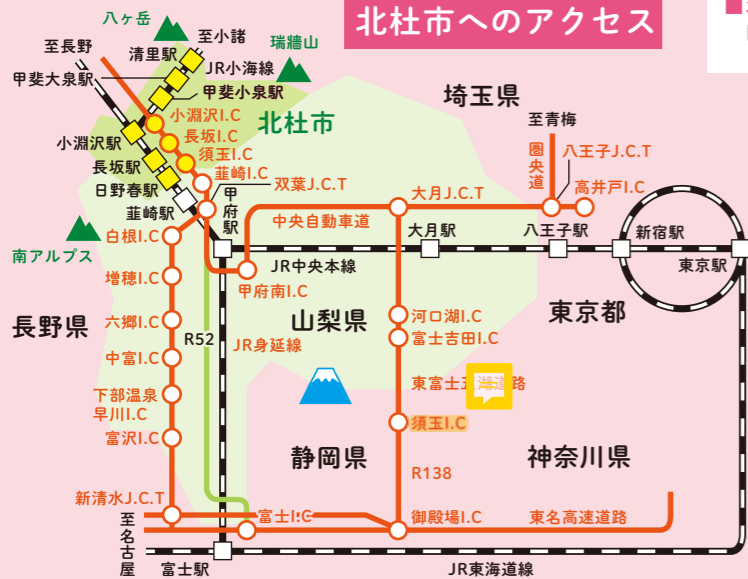 北杜市へのアクセス
八ヶ岳
至小諸
至長野
清里駅
瑞牆山
JR小海線
甲斐大泉駅
甲斐小泉駅
埼玉県
小淵沢I.C
北杜市
至青梅
長坂I.C
小淵沢駅
須玉I.C
圏央道
八王子J.C.T
長坂駅
韮崎I.C
日野春駅
双葉J.C.T
大月J.C.T
高井戸I.C
韮崎駅
甲府駅
中央自動車道
白根I.C
大月駅
八王子駅
新宿駅
南アルプス
東京駅
JR中央本線
増穂I.C
甲府南I.C
長野県
六郷I.C
山梨県
河口湖I.C
東京都
R52
JR身延線
富士吉田I.C
中富I.C
下部温泉
早川I.C
東富士五湖道路
須玉I.C
富沢I.C
静岡県
神奈川県
R138
新清水J.C.T
至名古屋
富士I.C
御殿場I.C
東名高速道路
富士駅
JR東海道線